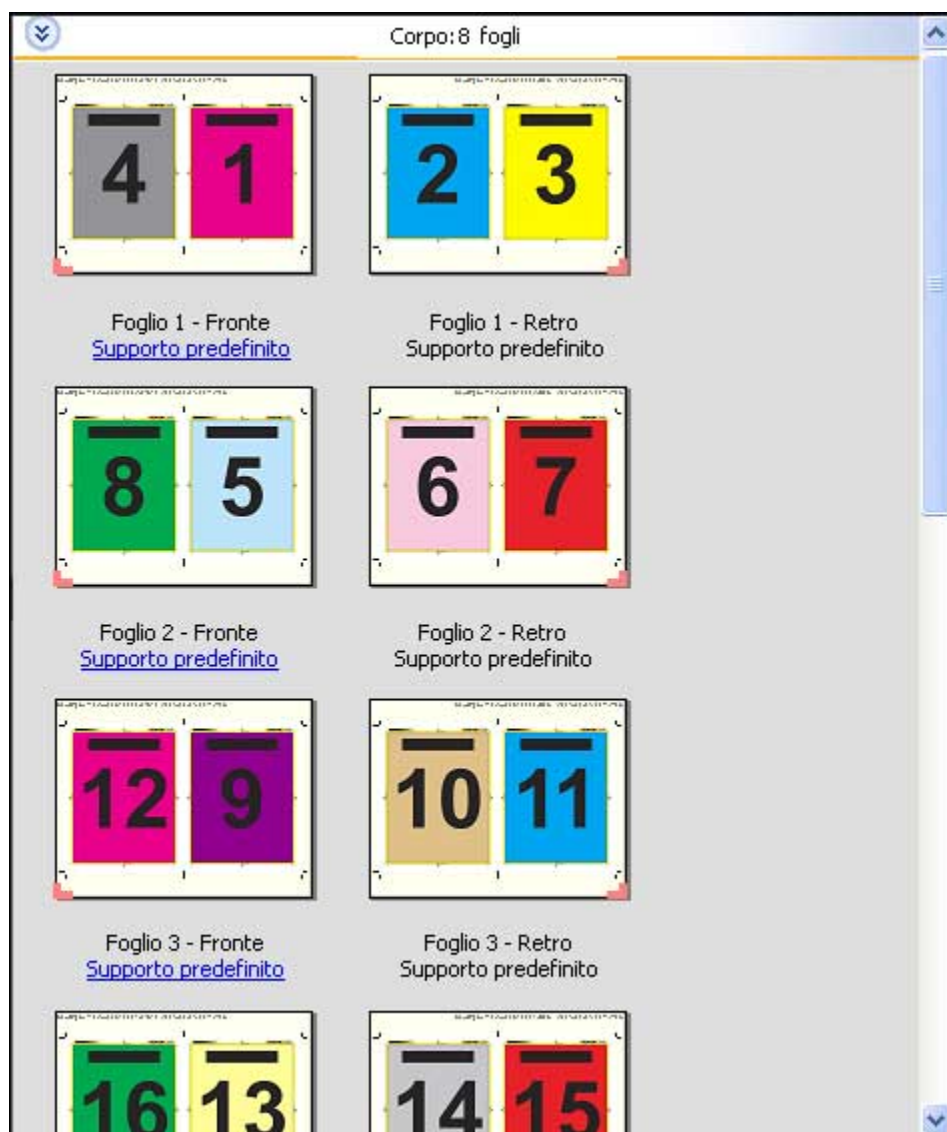 Corpo:8 fogli
4 1 2 3
Foglio 1 - Fronte Foglio 1 - Retro
Supporto predefinito Supporto predefinito
8 5 6 7
Foglio 2 - Fronte Foglio 2 - Retro
Supporto predefinito Supporto predefinito
12 9 10 11
Foglio 3 - Fronte Foglio 3 - Retro
Supporto predefinito Supporto predefinito
16 13 14 15